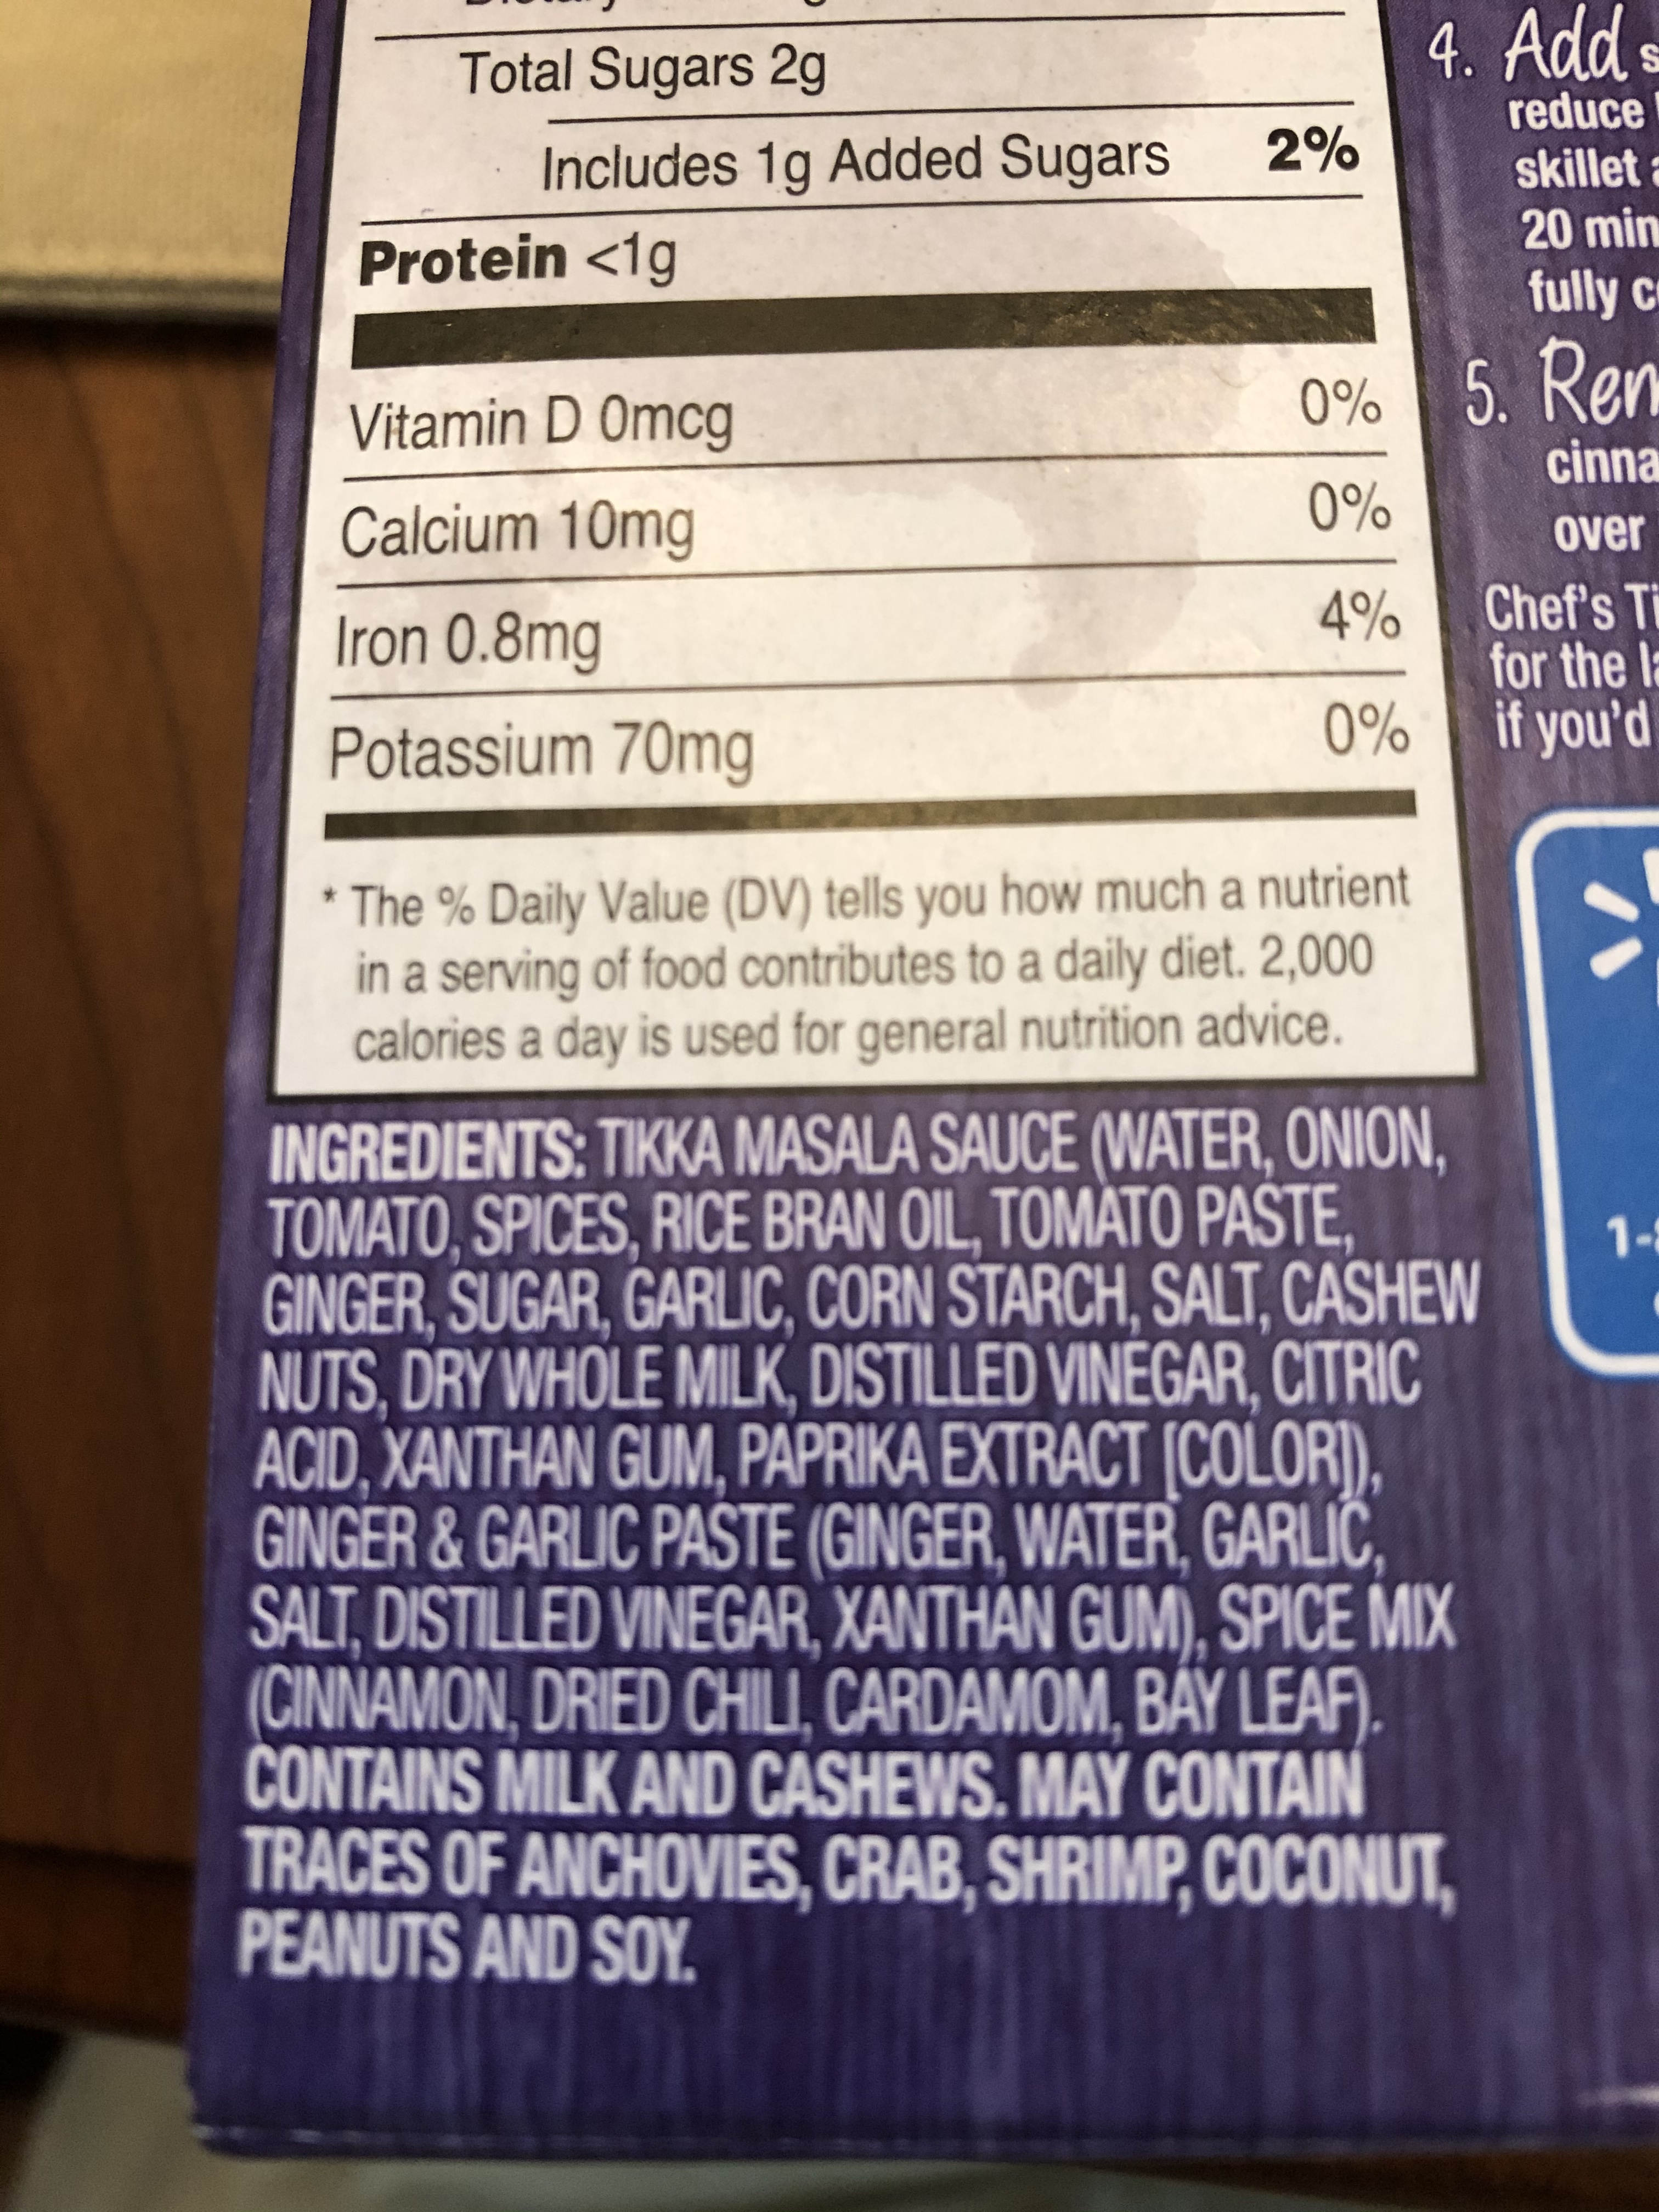 Total Sugars 2g
Includes 1g Added Sugars 2%
Protein <1g
Vitamin D 0mcg 0%
Calcium 10mg 0%
Iron 0.8mg 4%
Potassium 70mg 0%
* The % Daily Value (DV) tells you how much a nutrient
in a serving of food contributes to a daily diet. 2,000
calories a day is used for general nutrition advice.
INGREDIENTS: TIKKA MASALA SAUCE (WATER, ONION,
TOMATO, SPICES, RICE BRAN OIL, TOMATO PASTE,
GINGER, SUGAR, GARLIC, CORN STARCH, SALT, CASHEW
NUTS, DRY WHOLE MILK, DISTILLED VINEGAR, CITRIC
ACID, XANTHAN GUM, PAPRIKA EXTRACT [COLOR]),
GINGER & GARLIC PASTE (GINGER, WATER, GARLIC,
SALT, DISTILLED VINEGAR, XANTHAN GUM), SPICE MIX
(CINNAMON, DRIED CHILI, CARDAMOM, BAY LEAF).
CONTAINS MILK AND CASHEWS. MAY CONTAIN
TRACES OF ANCHOVIES, CRAB, SHRIMP, COCONUT,
PEANUTS AND SOY.
4. Add
reduce
skillet
20 min
fully
5.
over
Chef's
for the
if you'd